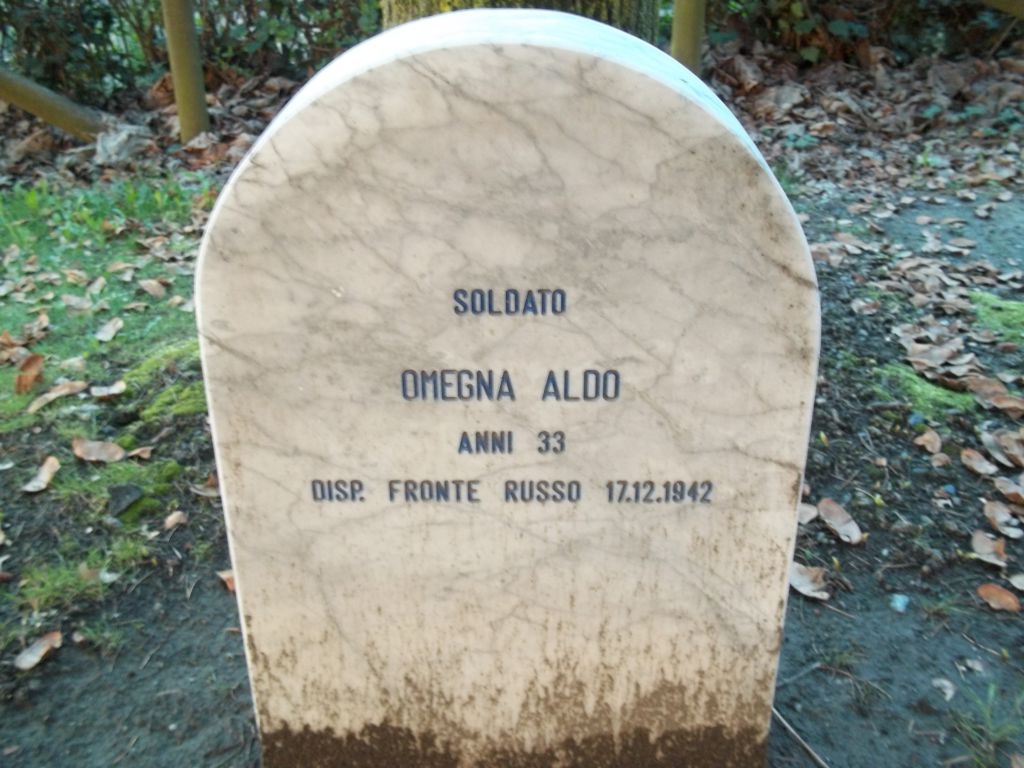 SOLDATO
OMEGNA ALDO
ANNI 33
DISP. FRONTE RUSSO 17.12.1942